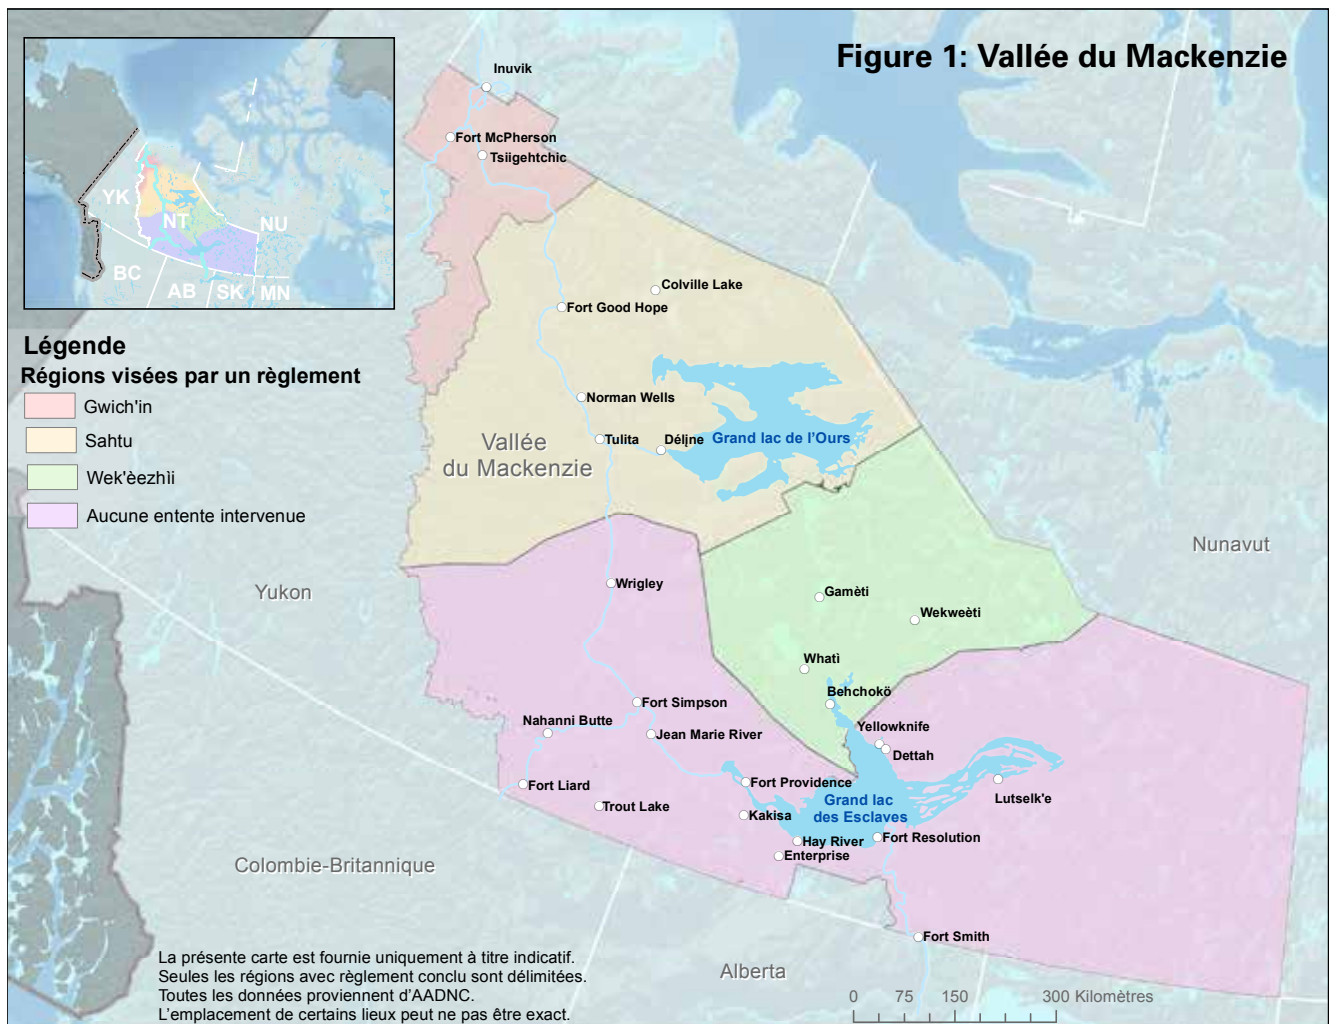 Figure 1: Vallée du Mackenzie
YK
NT
NU
BC
AB
SK
MN
Légende
Régions visées par un règlement
Gwich'in
Sahtu
Wek'èezhìi
Aucune entente intervenue
Inuvik
Fort McPherson
Tsiigehtchic
Colville Lake
Fort Good Hope
Norman Wells
Vallée
du Mackenzie
Tulita
Délįne
Grand lac de l'Ours
Nunavut
Yukon
Wrigley
Gamèti
Wekweèti
Whatì
Behchokö
Fort Simpson
Nahanni Butte
Jean Marie River
Yellowknife
Dettah
Fort Liard
Trout Lake
Fort Providence
Kakisa
Grand lac
des Esclaves
Lutselk'e
Hay River
Enterprise
Fort Resolution
Colombie-Britannique
Fort Smith
Alberta
La présente carte est fournie uniquement à titre indicatif.
Seules les régions avec règlement conclu sont délimitées.
Toutes les données proviennent d'AADNC.
L'emplacement de certains lieux peut ne pas être exact.
0 75 150 300 Kilomètres